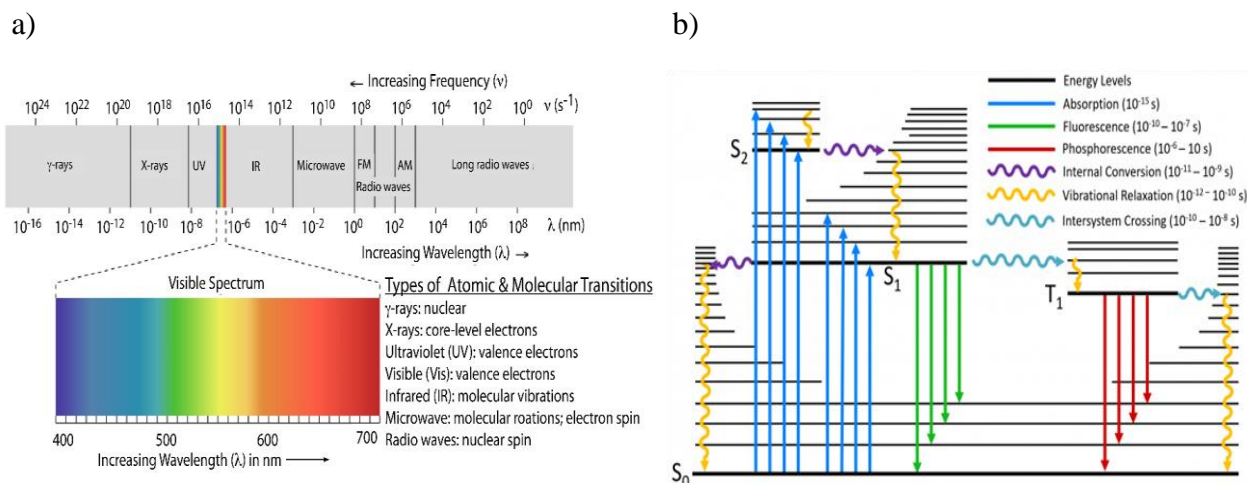 a)
← Increasing Frequency (ν)
10^24 10^22 10^20 10^18 10^16 10^14 10^12 10^10 10^8 10^6 10^4 10^2 10^0 ν (s^-1)
γ-rays X-rays UV IR Microwave FM AM Long radio waves
Radio waves
10^-16 10^-14 10^-12 10^-10 10^-8 10^-6 10^-4 10^-2 10^0 10^2 10^4 10^6 10^8 λ (nm)
Increasing Wavelength (λ) →
Visible Spectrum
400 500 600 700
Increasing Wavelength (λ) in nm →
Types of Atomic & Molecular Transitions
γ-rays: nuclear
X-rays: core-level electrons
Ultraviolet (UV): valence electrons
Visible (Vis): valence electrons
Infrared (IR): molecular vibrations
Microwave: molecular roations; electron spin
Radio waves: nuclear spin
b)
Energy Levels
Absorption (10^-15 s)
Fluorescence (10^-10 – 10^-7 s)
Phosphorescence (10^-6 – 10 s)
Internal Conversion (10^-11 – 10^-9 s)
Vibrational Relaxation (10^-12 - 10^-10 s)
Intersystem Crossing (10^-10 – 10^-8 s)
S2
S1
T1
S0